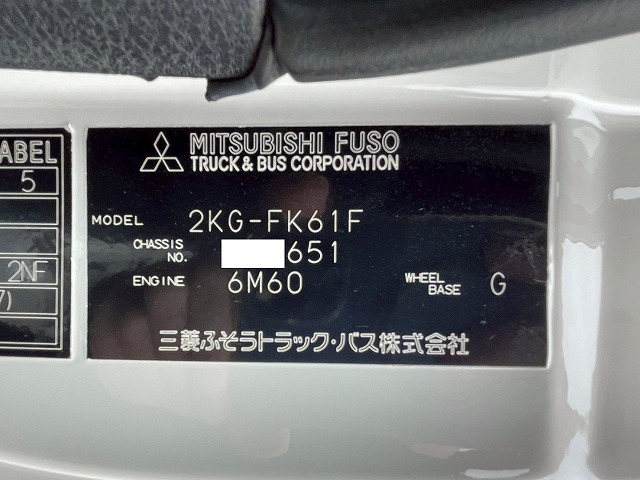 ABEL
5
2NF
7)
MITSUBISHI FUSO
TRUCK & BUS CORPORATION
MODEL 2KG-FK61F
CHASSIS NO. 651
ENGINE 6M60 WHEEL BASE G
三菱ふそうトラック・バス株式会社